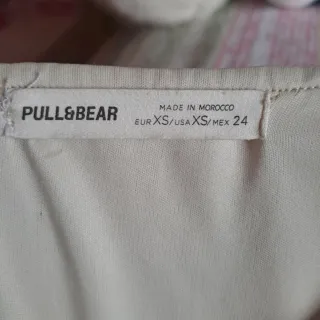 PULL&BEAR
MADE IN MOROCCO
EUR XS/USA XS/MEX 24